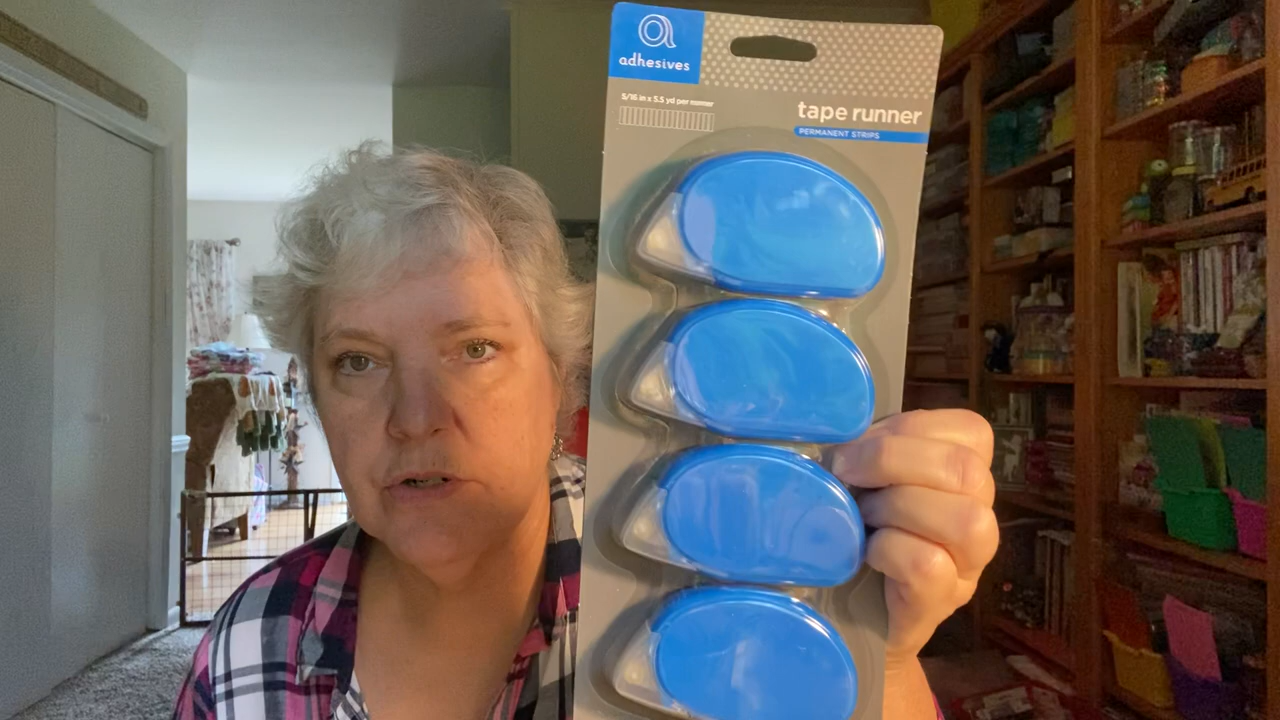 adhesives
5/16 in x 5.5 yd per runner
tape runner
PERMANENT STRIPS